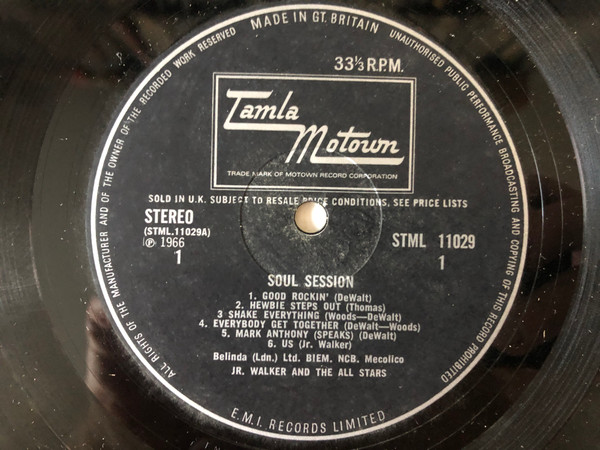 MADE IN GT. BRITAIN
UNAUTHORISED PUBLIC PERFORMANCE BROADCASTING AND COPYING OF THIS RECORD PROHIBITED
ALL RIGHTS OF THE MANUFACTURER AND OF THE OWNER OF THE RECORDED WORK RESERVED
33⅓ R.P.M.
Tamla
Motown
TRADE MARK OF MOTOWN RECORD CORPORATION
SOLD IN U.K. SUBJECT TO RESALE PRICE CONDITIONS, SEE PRICE LISTS
STEREO
(STML.11029A)
℗ 1966
1
STML 11029
1
SOUL SESSION
1. GOOD ROCKIN' (DeWalt)
2. HEWBIE STEPS OUT (Thomas)
3 SHAKE EVERYTHING (Woods—DeWalt)
4. EVERYBODY GET TOGETHER (DeWalt—Woods)
5. MARK ANTHONY (SPEAKS) (DeWalt)
6. US (Jr. Walker)
Belinda (Ldn.) Ltd. BIEM. NCB. Mecolico
JR. WALKER AND THE ALL STARS
E.M.I. RECORDS LIMITED